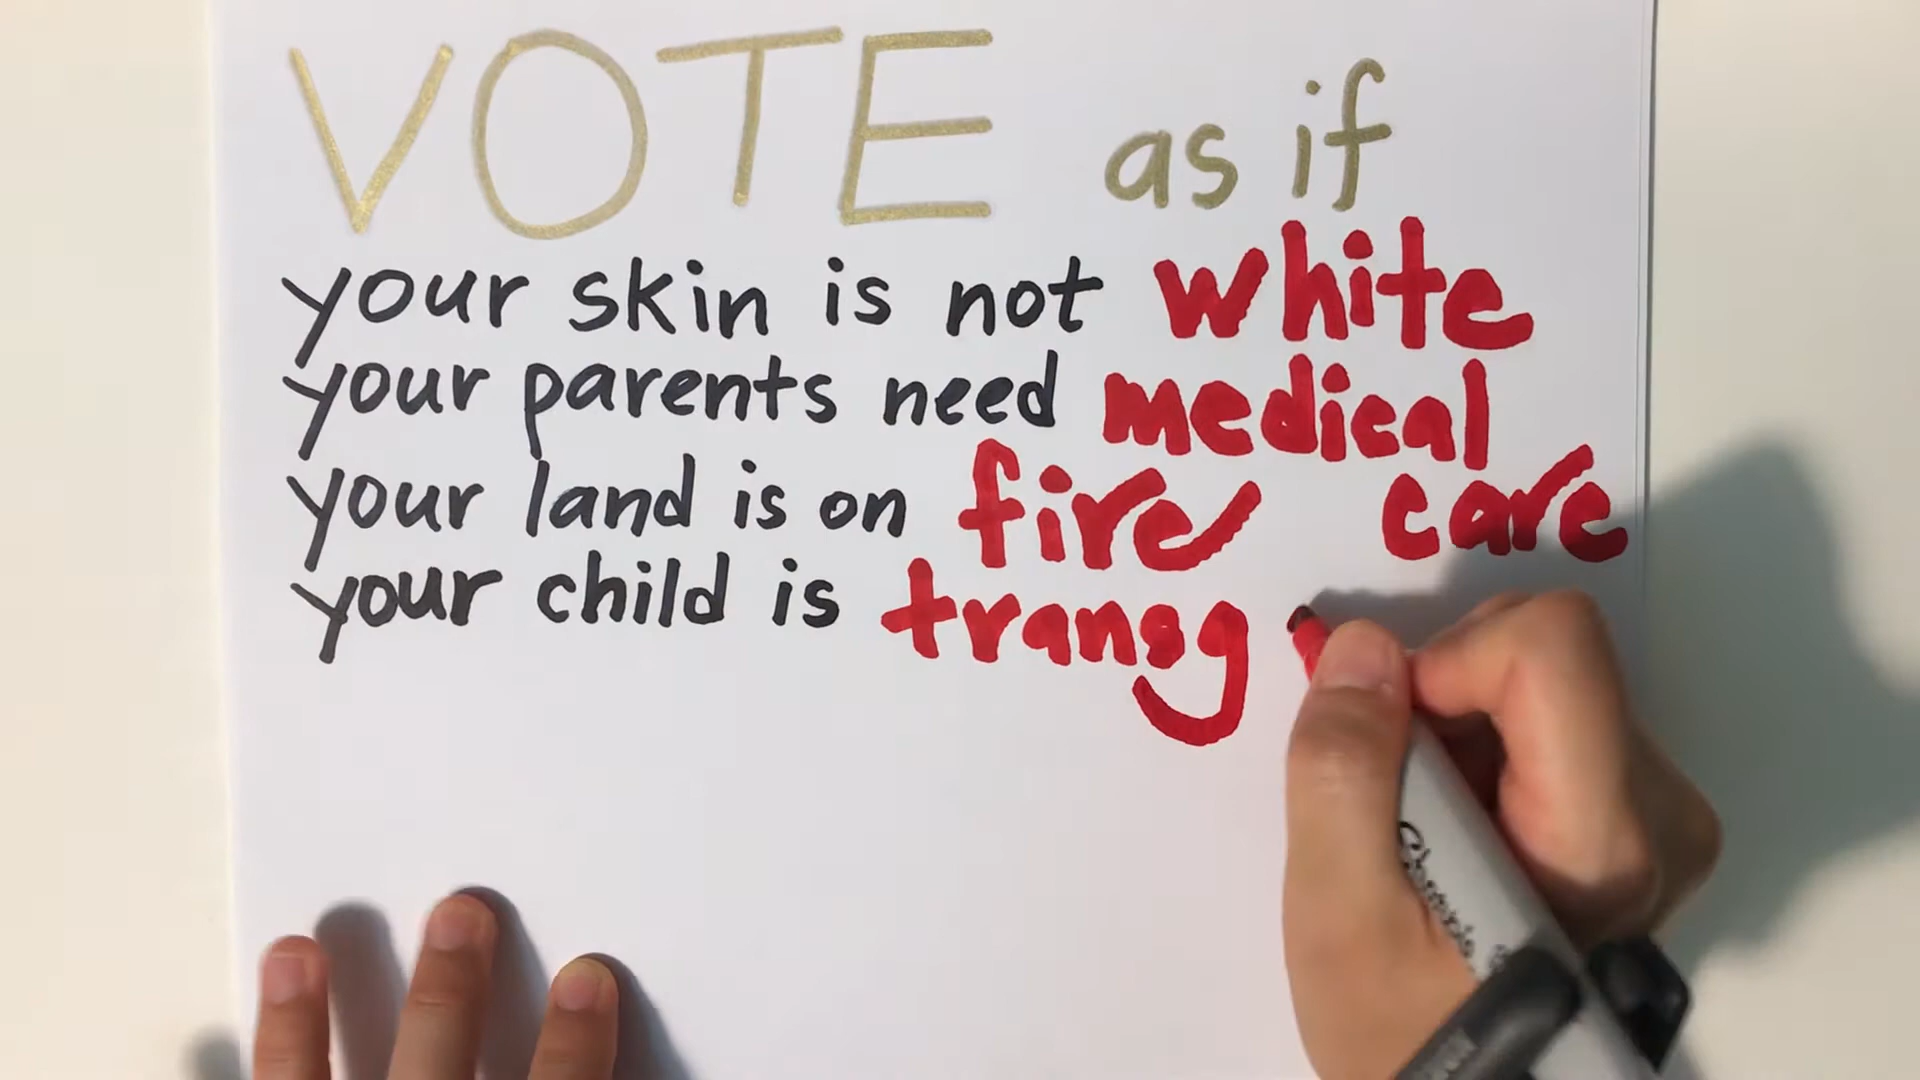 VOTE as if
your skin is not white
your parents need medical care
your land is on fire
your child is transg
Sharpie